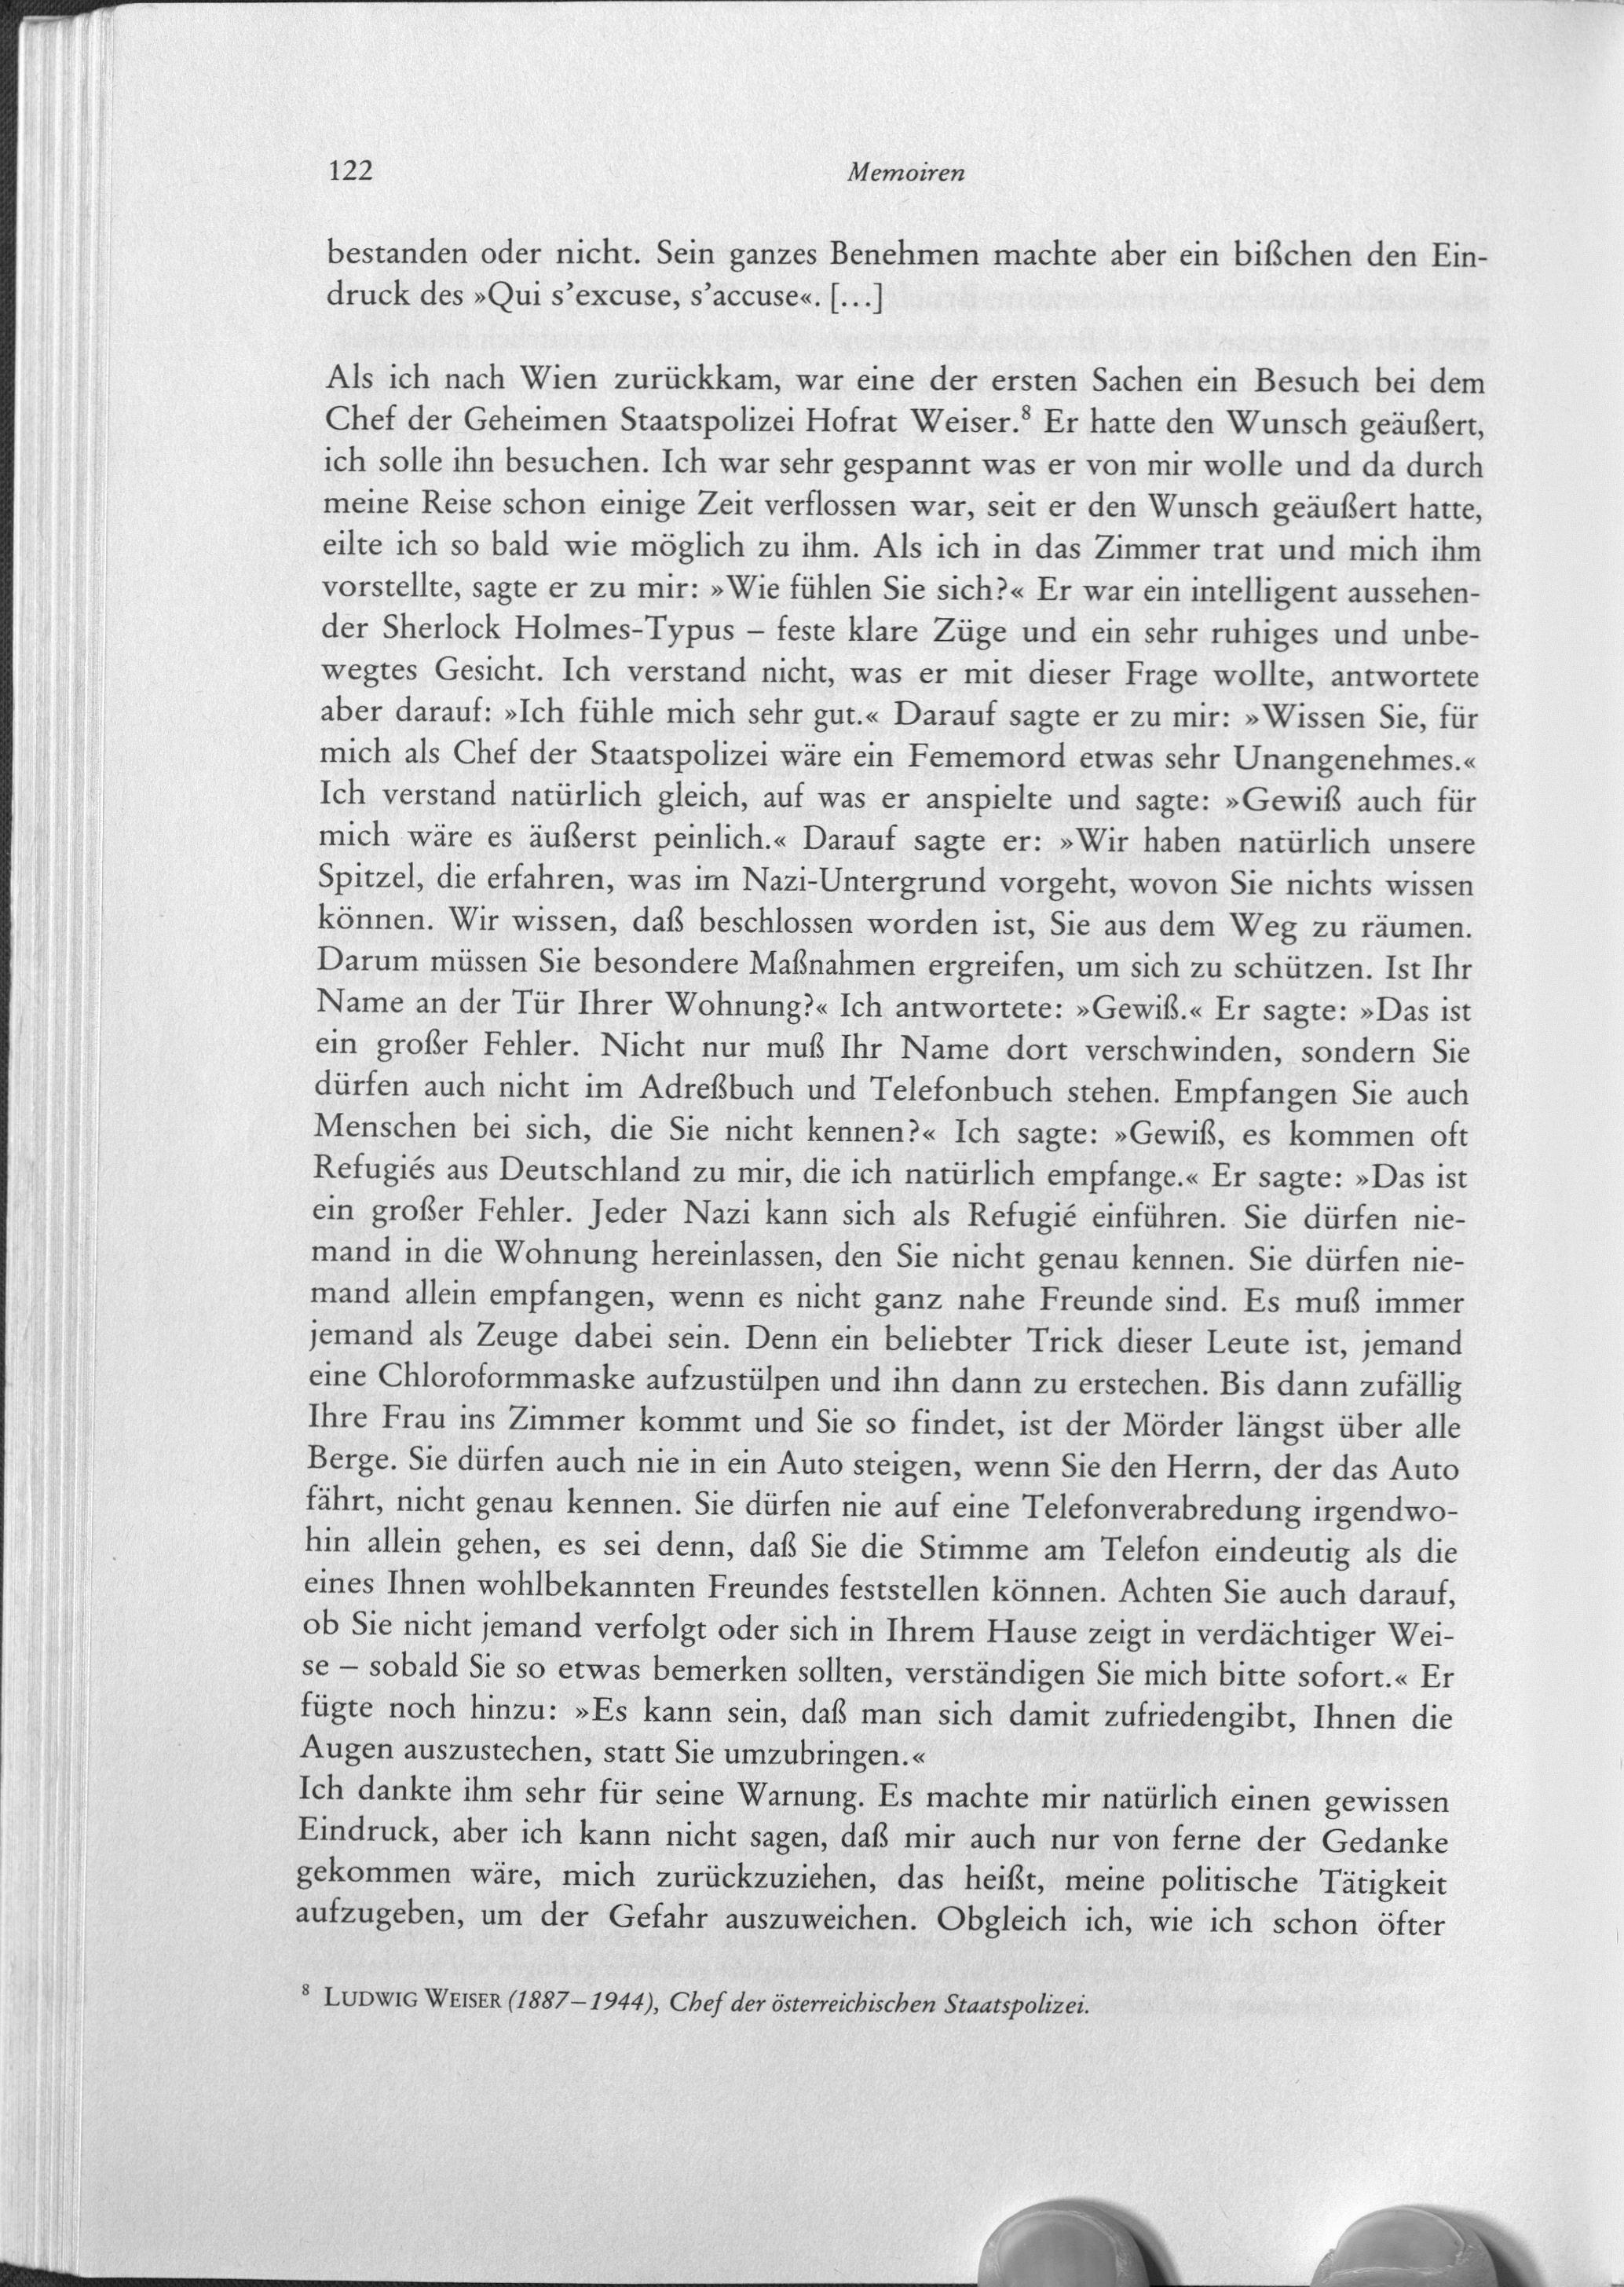 122
Memoiren
bestanden oder nicht. Sein ganzes Benehmen machte aber ein bißchen den Ein-
druck des »Qui s'excuse, s'accuse«. [...]
Als ich nach Wien zurückkam, war eine der ersten Sachen ein Besuch bei dem
Chef der Geheimen Staatspolizei Hofrat Weiser.⁸ Er hatte den Wunsch geäußert,
ich solle ihn besuchen. Ich war sehr gespannt was er von mir wolle und da durch
meine Reise schon einige Zeit verflossen war, seit er den Wunsch geäußert hatte,
eilte ich so bald wie möglich zu ihm. Als ich in das Zimmer trat und mich ihm
vorstellte, sagte er zu mir: »Wie fühlen Sie sich?« Er war ein intelligent aussehen-
der Sherlock Holmes-Typus – feste klare Züge und ein sehr ruhiges und unbe-
wegtes Gesicht. Ich verstand nicht, was er mit dieser Frage wollte, antwortete
aber darauf: »Ich fühle mich sehr gut.« Darauf sagte er zu mir: »Wissen Sie, für
mich als Chef der Staatspolizei wäre ein Fememord etwas sehr Unangenehmes.«
Ich verstand natürlich gleich, auf was er anspielte und sagte: »Gewiß auch für
mich wäre es äußerst peinlich.« Darauf sagte er: »Wir haben natürlich unsere
Spitzel, die erfahren, was im Nazi-Untergrund vorgeht, wovon Sie nichts wissen
können. Wir wissen, daß beschlossen worden ist, Sie aus dem Weg zu räumen.
Darum müssen Sie besondere Maßnahmen ergreifen, um sich zu schützen. Ist Ihr
Name an der Tür Ihrer Wohnung?« Ich antwortete: »Gewiß.« Er sagte: »Das ist
ein großer Fehler. Nicht nur muß Ihr Name dort verschwinden, sondern Sie
dürfen auch nicht im Adreßbuch und Telefonbuch stehen. Empfangen Sie auch
Menschen bei sich, die Sie nicht kennen?« Ich sagte: »Gewiß, es kommen oft
Refugiés aus Deutschland zu mir, die ich natürlich empfange.« Er sagte: »Das ist
ein großer Fehler. Jeder Nazi kann sich als Refugié einführen. Sie dürfen nie-
mand in die Wohnung hereinlassen, den Sie nicht genau kennen. Sie dürfen nie-
mand allein empfangen, wenn es nicht ganz nahe Freunde sind. Es muß immer
jemand als Zeuge dabei sein. Denn ein beliebter Trick dieser Leute ist, jemand
eine Chloroformmaske aufzustülpen und ihn dann zu erstechen. Bis dann zufällig
Ihre Frau ins Zimmer kommt und Sie so findet, ist der Mörder längst über alle
Berge. Sie dürfen auch nie in ein Auto steigen, wenn Sie den Herrn, der das Auto
fährt, nicht genau kennen. Sie dürfen nie auf eine Telefonverabredung irgendwo-
hin allein gehen, es sei denn, daß Sie die Stimme am Telefon eindeutig als die
eines Ihnen wohlbekannten Freundes feststellen können. Achten Sie auch darauf,
ob Sie nicht jemand verfolgt oder sich in Ihrem Hause zeigt in verdächtiger Wei-
se – sobald Sie so etwas bemerken sollten, verständigen Sie mich bitte sofort.« Er
fügte noch hinzu: »Es kann sein, daß man sich damit zufriedengibt, Ihnen die
Augen auszustechen, statt Sie umzubringen.«
Ich dankte ihm sehr für seine Warnung. Es machte mir natürlich einen gewissen
Eindruck, aber ich kann nicht sagen, daß mir auch nur von ferne der Gedanke
gekommen wäre, mich zurückzuziehen, das heißt, meine politische Tätigkeit
aufzugeben, um der Gefahr auszuweichen. Obgleich ich, wie ich schon öfter
⁸ LUDWIG WEISER (1887–1944), Chef der österreichischen Staatspolizei.